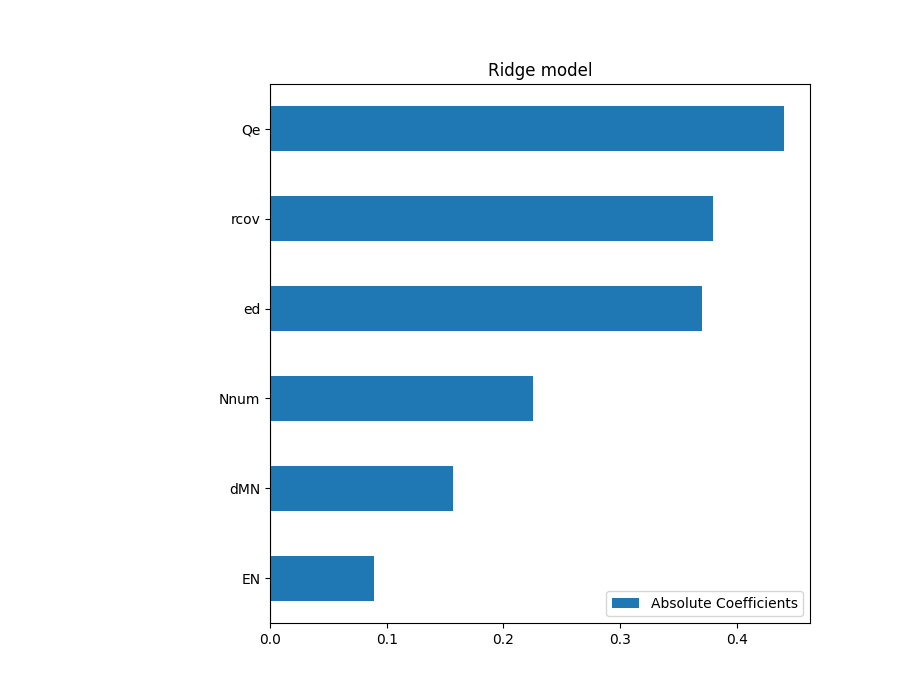 Ridge model
Qe
rcov
ed
Nnum
dMN
EN
Absolute Coefficients
0.0 0.1 0.2 0.3 0.4